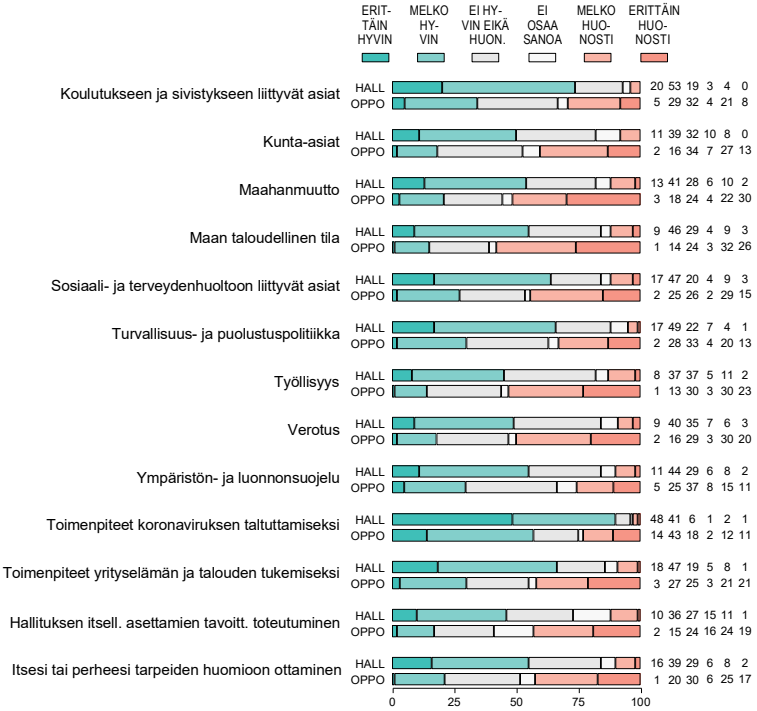 ERIT- MELKO EI HY- EI MELKO ERITTÄIN
TÄIN HY- VIN EIKÄ OSAA HUO- HUO-
HYVIN VIN HUON. SANOA NOSTI NOSTI
Koulutukseen ja sivistykseen liittyvät asiat
HALL 20 53 19 3 4 0
OPPO 5 29 32 4 21 8
Kunta-asiat
HALL 11 39 32 10 8 0
OPPO 2 16 34 7 27 13
Maahanmuutto
HALL 13 41 28 6 10 2
OPPO 3 18 24 4 22 30
Maan taloudellinen tila
HALL 9 46 29 4 9 3
OPPO 1 14 24 3 32 26
Sosiaali- ja terveydenhuoltoon liittyvät asiat
HALL 17 47 20 4 9 3
OPPO 2 25 26 2 29 15
Turvallisuus- ja puolustuspolitiikka
HALL 17 49 22 7 4 1
OPPO 2 28 33 4 20 13
Työllisyys
HALL 8 37 37 5 11 2
OPPO 1 13 30 3 30 23
Verotus
HALL 9 40 35 7 6 3
OPPO 2 16 29 3 30 20
Ympäristön- ja luonnonsuojelu
HALL 11 44 29 6 8 2
OPPO 5 25 37 8 15 11
Toimenpiteet koronaviruksen taltuttamiseksi
HALL 48 41 6 1 2 1
OPPO 14 43 18 2 12 11
Toimenpiteet yrityselämän ja talouden tukemiseksi
HALL 18 47 19 5 8 1
OPPO 3 27 25 3 21 21
Hallituksen itsell. asettamien tavoitt. toteutuminen
HALL 10 36 27 15 11 1
OPPO 2 15 24 16 24 19
Itsesi tai perheesi tarpeiden huomioon ottaminen
HALL 16 39 29 6 8 2
OPPO 1 20 30 6 25 17
0 25 50 75 100